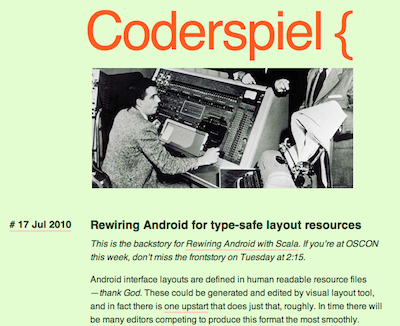 Coderspiel {
# 17 Jul 2010
Rewiring Android for type-safe layout resources
This is the backstory for Rewiring Android with Scala. If you're at OSCON
this week, don't miss the frontstory on Tuesday at 2:15.
Android interface layouts are defined in human readable resource files
—thank God. These could be generated and edited by visual layout tool,
and in fact there is one upstart that does just that, roughly. In time there will
be many editors competing to produce this format the most smoothly.